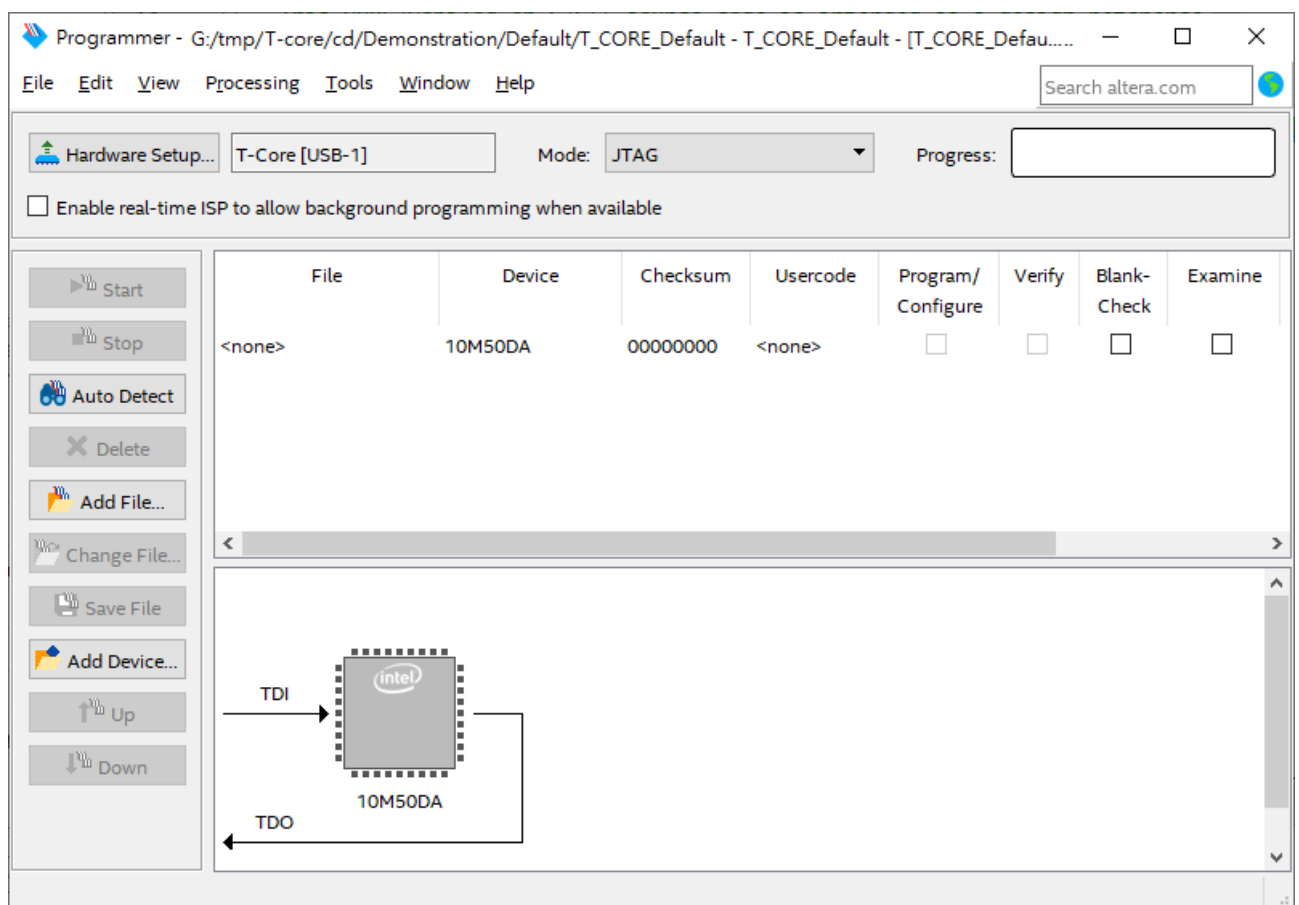 Programmer - G:/tmp/T-core/cd/Demonstration/Default/T_CORE_Default - T_CORE_Default - [T_CORE_Defau.....
File Edit View Processing Tools Window Help
Search altera.com
Hardware Setup... T-Core [USB-1] Mode: JTAG Progress:
Enable real-time ISP to allow background programming when available
File Device Checksum Usercode Program/ Verify Blank- Examine
Configure Check
<none> 10M50DA 00000000 <none>
Start
Stop
Auto Detect
Delete
Add File...
Change File...
Save File
Add Device...
Up
Down
intel
TDI
10M50DA
TDO